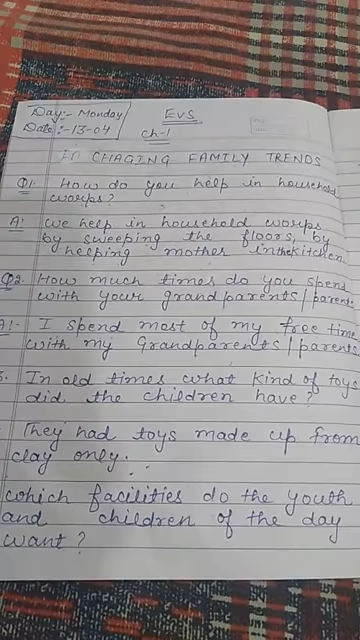 Day:- Monday
Date:- 13-04
EVS
Ch-1
In CHAGING FAMILY TRENDS
Q1. How do you help in household
worps?
A:- We help in household worps
by sweeping the floors, by
helping mother in the kitchen
Q2. How much times do you spend
with your grandparents/parents
A:- I spend most of my free time
with my Grandparents/parents
3. In old times what kind of toys
did the children have?
They had toys made up from
clay only.
which facilities do the youth
and children of the day
want?